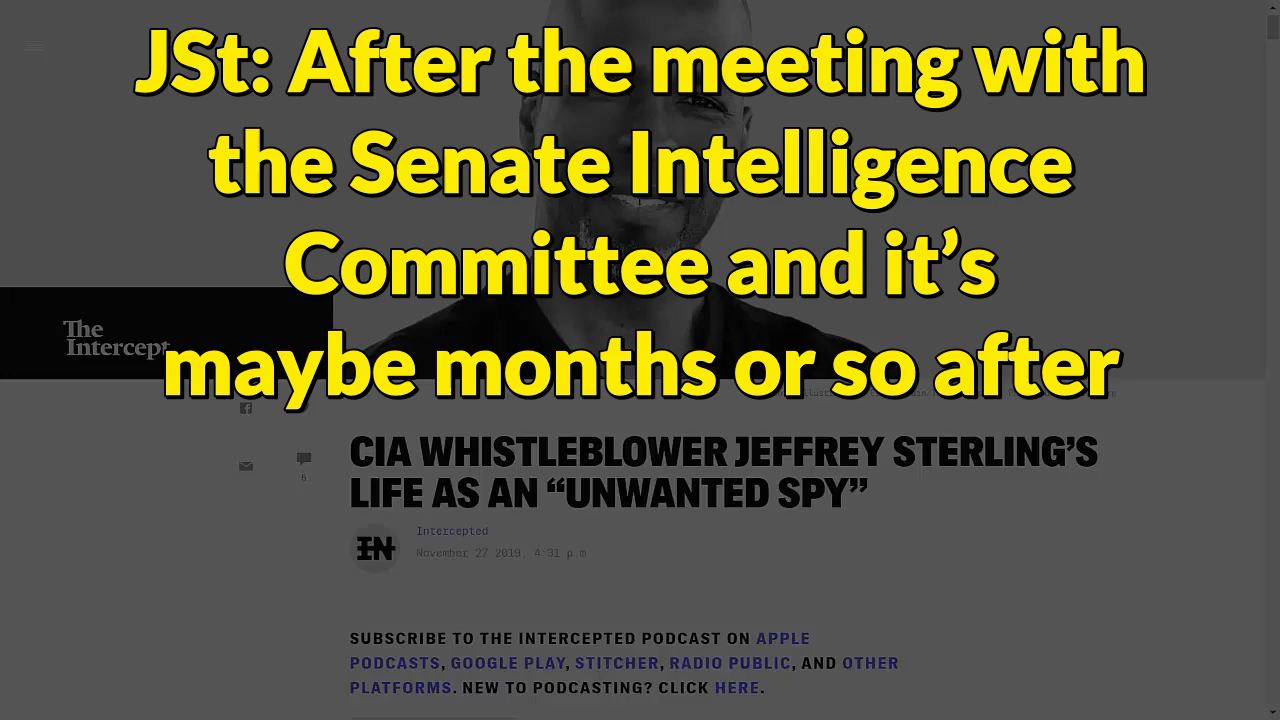 JSt: After the meeting with
the Senate Intelligence
Committee and it’s
maybe months or so after
The
Intercept
CIA WHISTLEBLOWER JEFFREY STERLING’S
LIFE AS AN “UNWANTED SPY”
IN
Intercepted
November 27 2019, 4:31 p.m
6
SUBSCRIBE TO THE INTERCEPTED PODCAST ON APPLE
PODCASTS, GOOGLE PLAY, STITCHER, RADIO PUBLIC, AND OTHER
PLATFORMS. NEW TO PODCASTING? CLICK HERE.